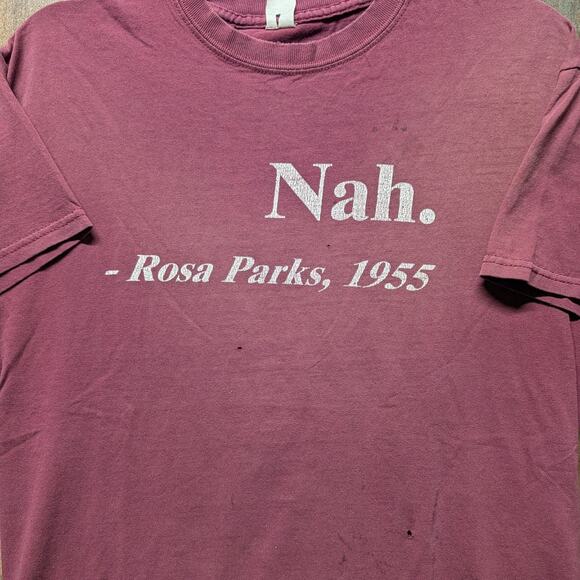 Nah.
- Rosa Parks, 1955